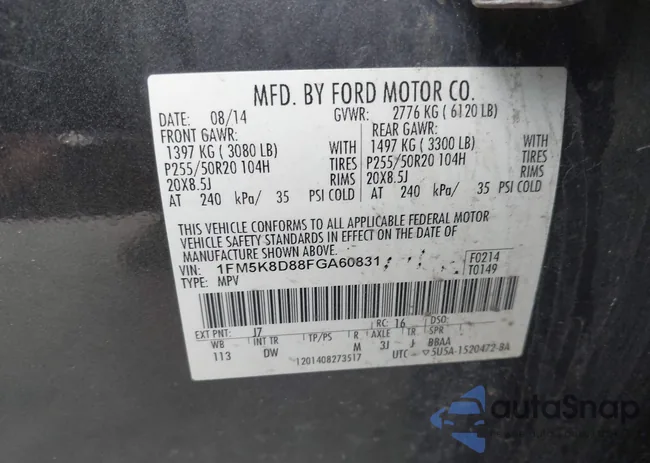 MFD. BY FORD MOTOR CO.
DATE: 08/14 GVWR: 2776 KG ( 6120 LB)
FRONT GAWR: REAR GAWR:
1397 KG ( 3080 LB) WITH 1497 KG ( 3300 LB) WITH
P255/50R20 104H TIRES P255/50R20 104H TIRES
20X8.5J RIMS 20X8.5J RIMS
AT 240 kPa/ 35 PSI COLD AT 240 kPa/ 35 PSI COLD
THIS VEHICLE CONFORMS TO ALL APPLICABLE FEDERAL MOTOR
VEHICLE SAFETY STANDARDS IN EFFECT ON THE DATE OF
MANUFACTURE SHOWN ABOVE.
VIN: 1FM5K8D88FGA60831 F0214
TYPE: MPV T0149
EXT PNT: J7 RC: 16 DSO:
WB INT TR TP/PS R AXLE TR SPR
113 DW M 3J J BBAA
1201408273517 UTC ▽5U5A-1520472-BA
autoSnap